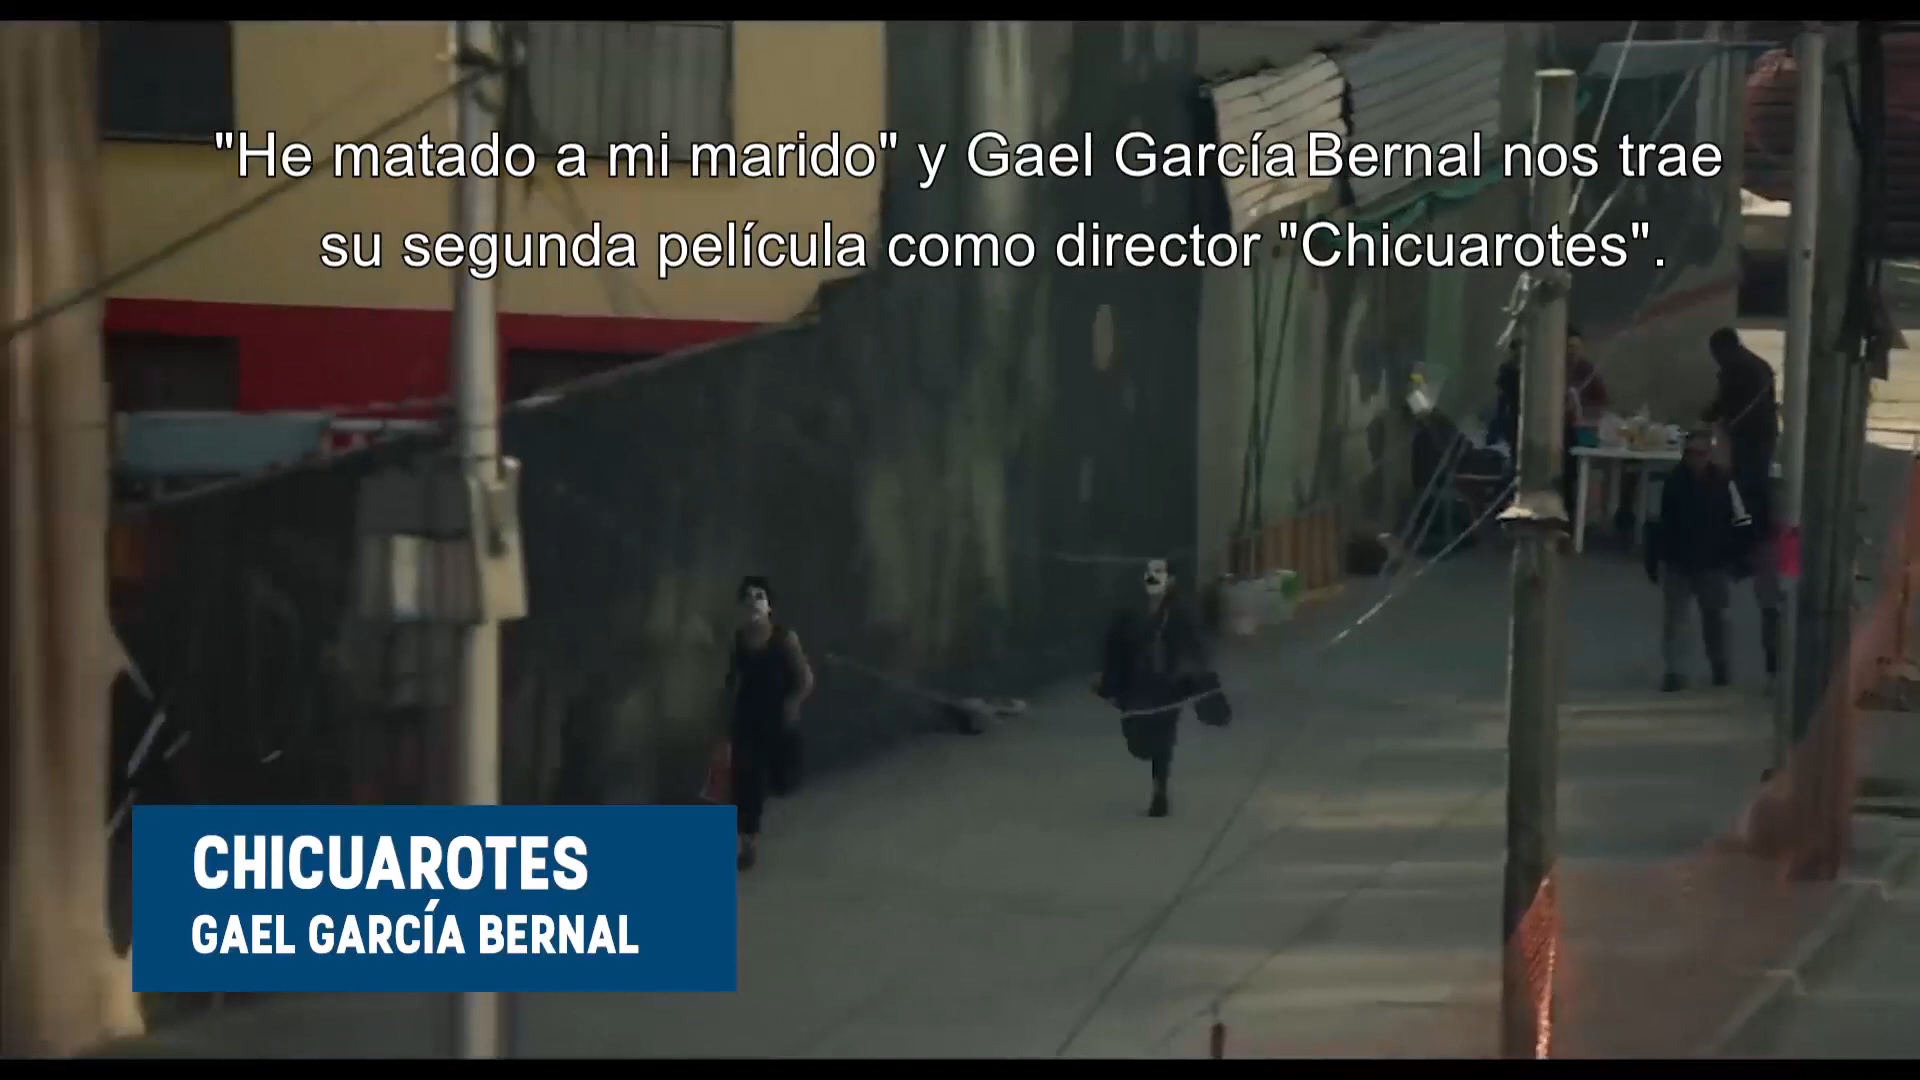 "He matado a mi marido" y Gael García Bernal nos trae
su segunda película como director "Chicuarotes".
CHICUAROTES
GAEL GARCÍA BERNAL